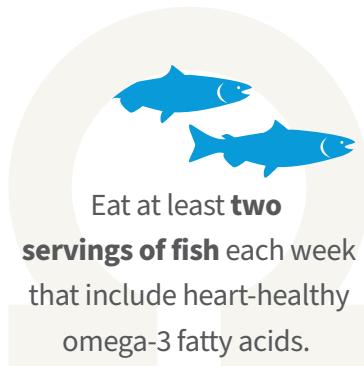 Eat at least two
servings of fish each week
that include heart-healthy
omega-3 fatty acids.